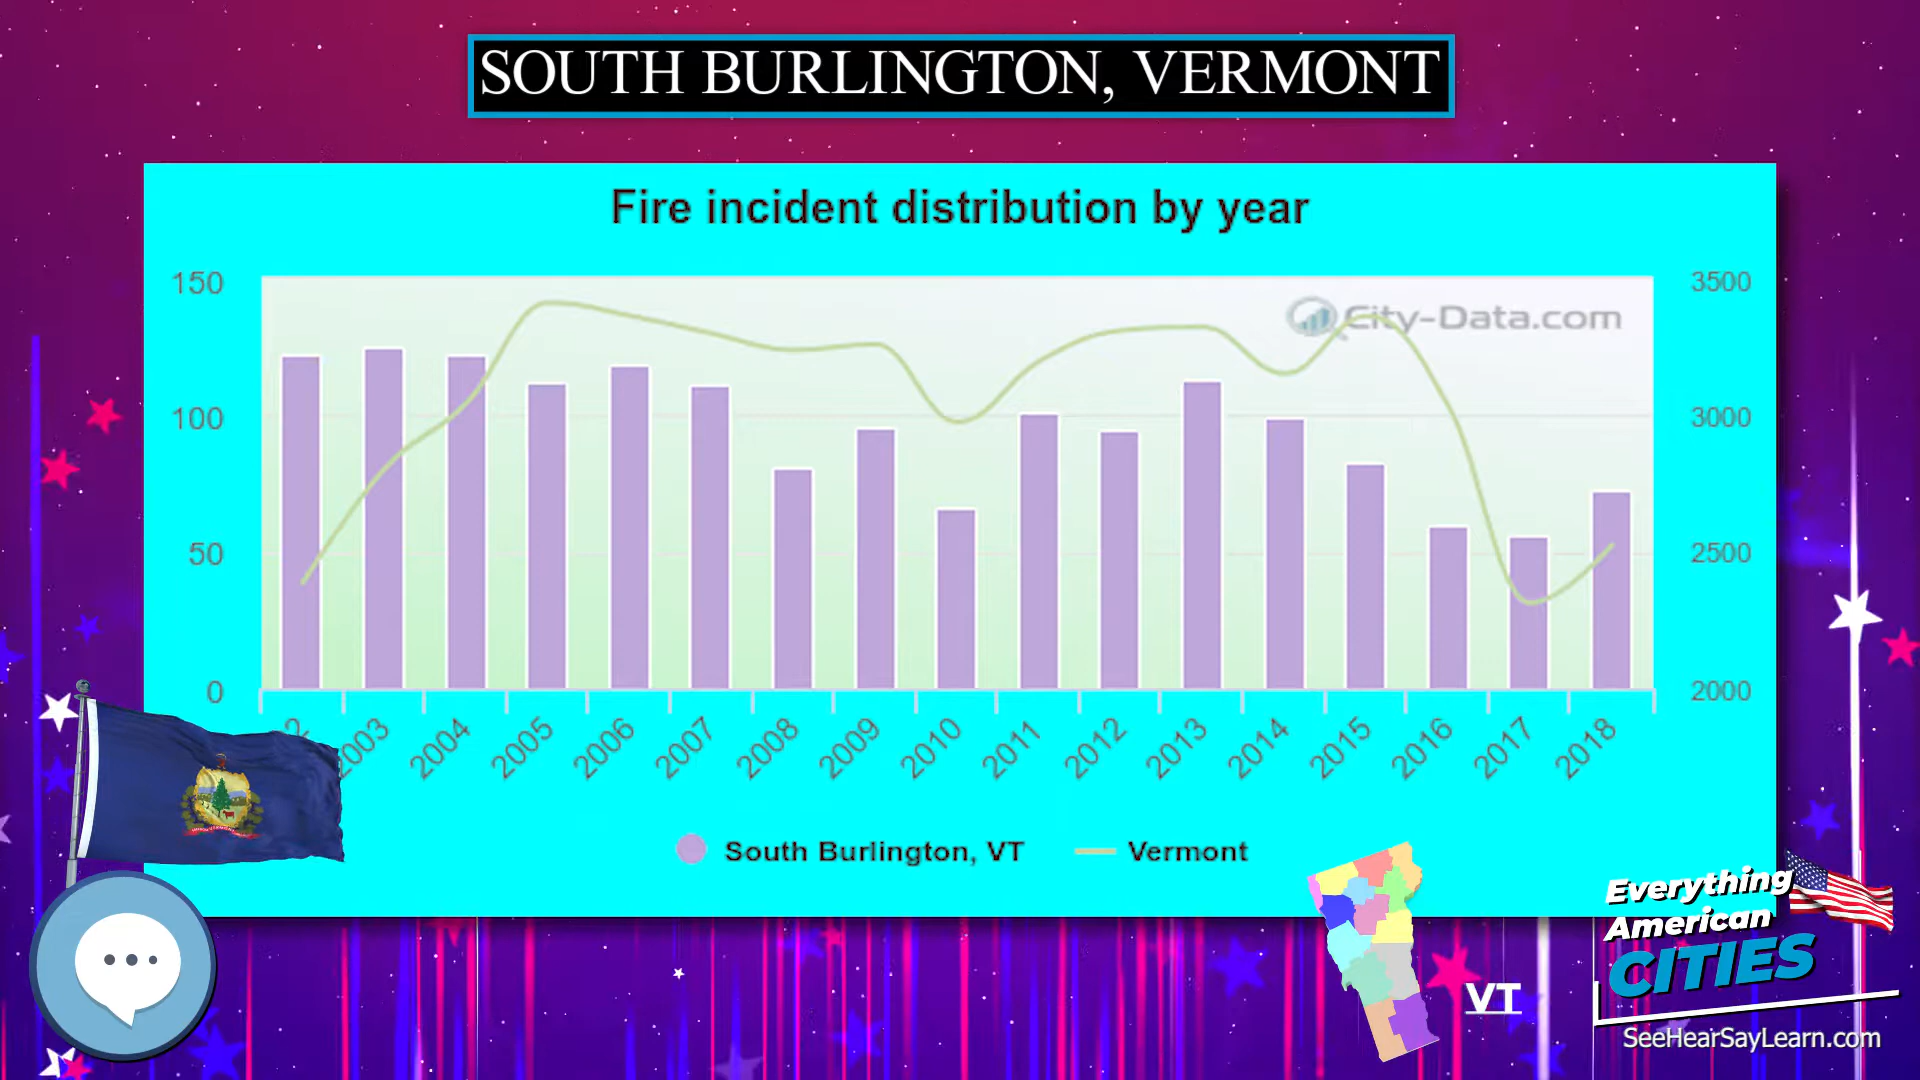 SOUTH BURLINGTON, VERMONT
Fire incident distribution by year
150 3500
City-Data.com
100 3000
50 2500
0 2000
2 2003 2004 2005 2006 2007 2008 2009 2010 2011 2012 2013 2014 2015 2016 2017 2018
South Burlington, VT Vermont
Everything
American
CITIES
VT
SeeHearSayLearn.com